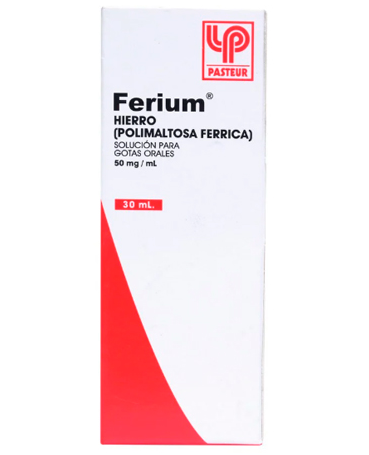 LP
PASTEUR
Ferium®
HIERRO
(POLIMALTOSA FERRICA)
SOLUCIÓN PARA
GOTAS ORALES
50 mg / mL
30 mL.